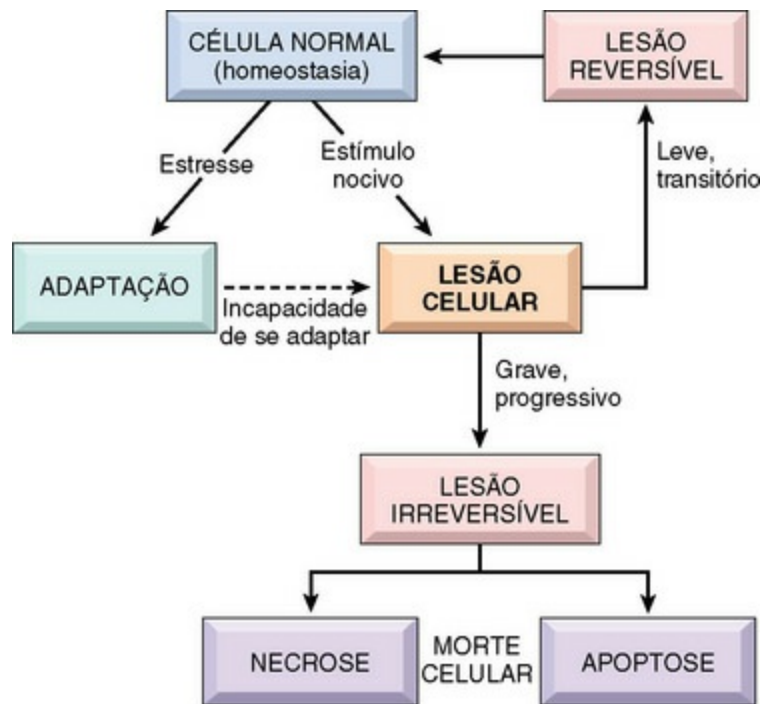 CÉLULA NORMAL
(homeostasia)
LESÃO
REVERSÍVEL
Estresse
Estímulo
nocivo
Leve,
transitório
ADAPTAÇÃO
Incapacidade
de se adaptar
LESÃO
CELULAR
Grave,
progressivo
LESÃO
IRREVERSÍVEL
NECROSE
MORTE
CELULAR
APOPTOSE